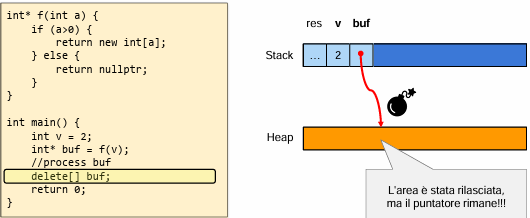 int* f(int a) {
if (a>0) {
return new int[a];
} else {
return nullptr;
}
}
int main() {
int v = 2;
int* buf = f(v);
//process buf
delete[] buf;
return 0;
}
res v buf
Stack
... 2
Heap
L'area è stata rilasciata,
ma il puntatore rimane!!!